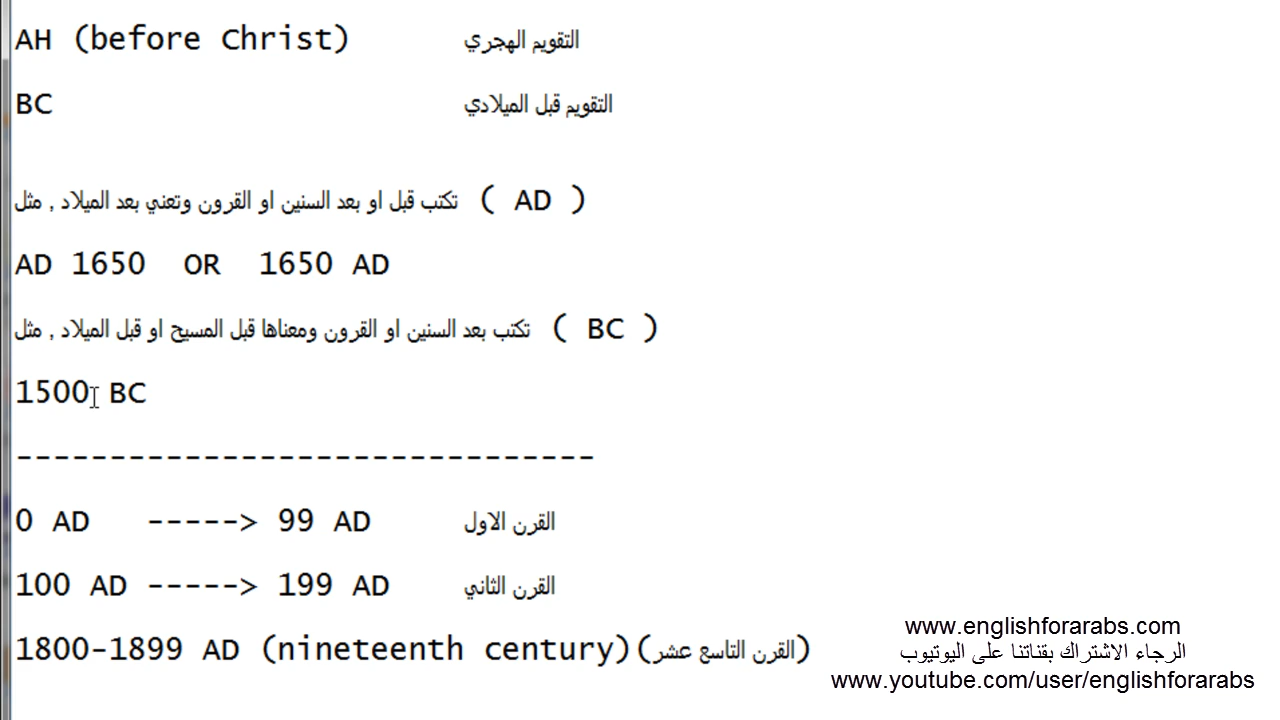 AH (before Christ) التقويم الهجري
BC التقويم قبل الميلادي
( AD ) تكتب قبل او بعد السنين او القرون وتعني بعد الميلاد , مثل
AD 1650 OR 1650 AD
( BC ) تكتب بعد السنين او القرون ومعناها قبل المسيح او قبل الميلاد , مثل
1500 BC
-------------------------------
0 AD -----> 99 AD القرن الاول
100 AD -----> 199 AD القرن الثاني
1800-1899 AD (nineteenth century)(القرن التاسع عشر)
www.englishforarabs.com
الرجاء الاشتراك بقناتنا على اليوتيوب
www.youtube.com/user/englishforarabs